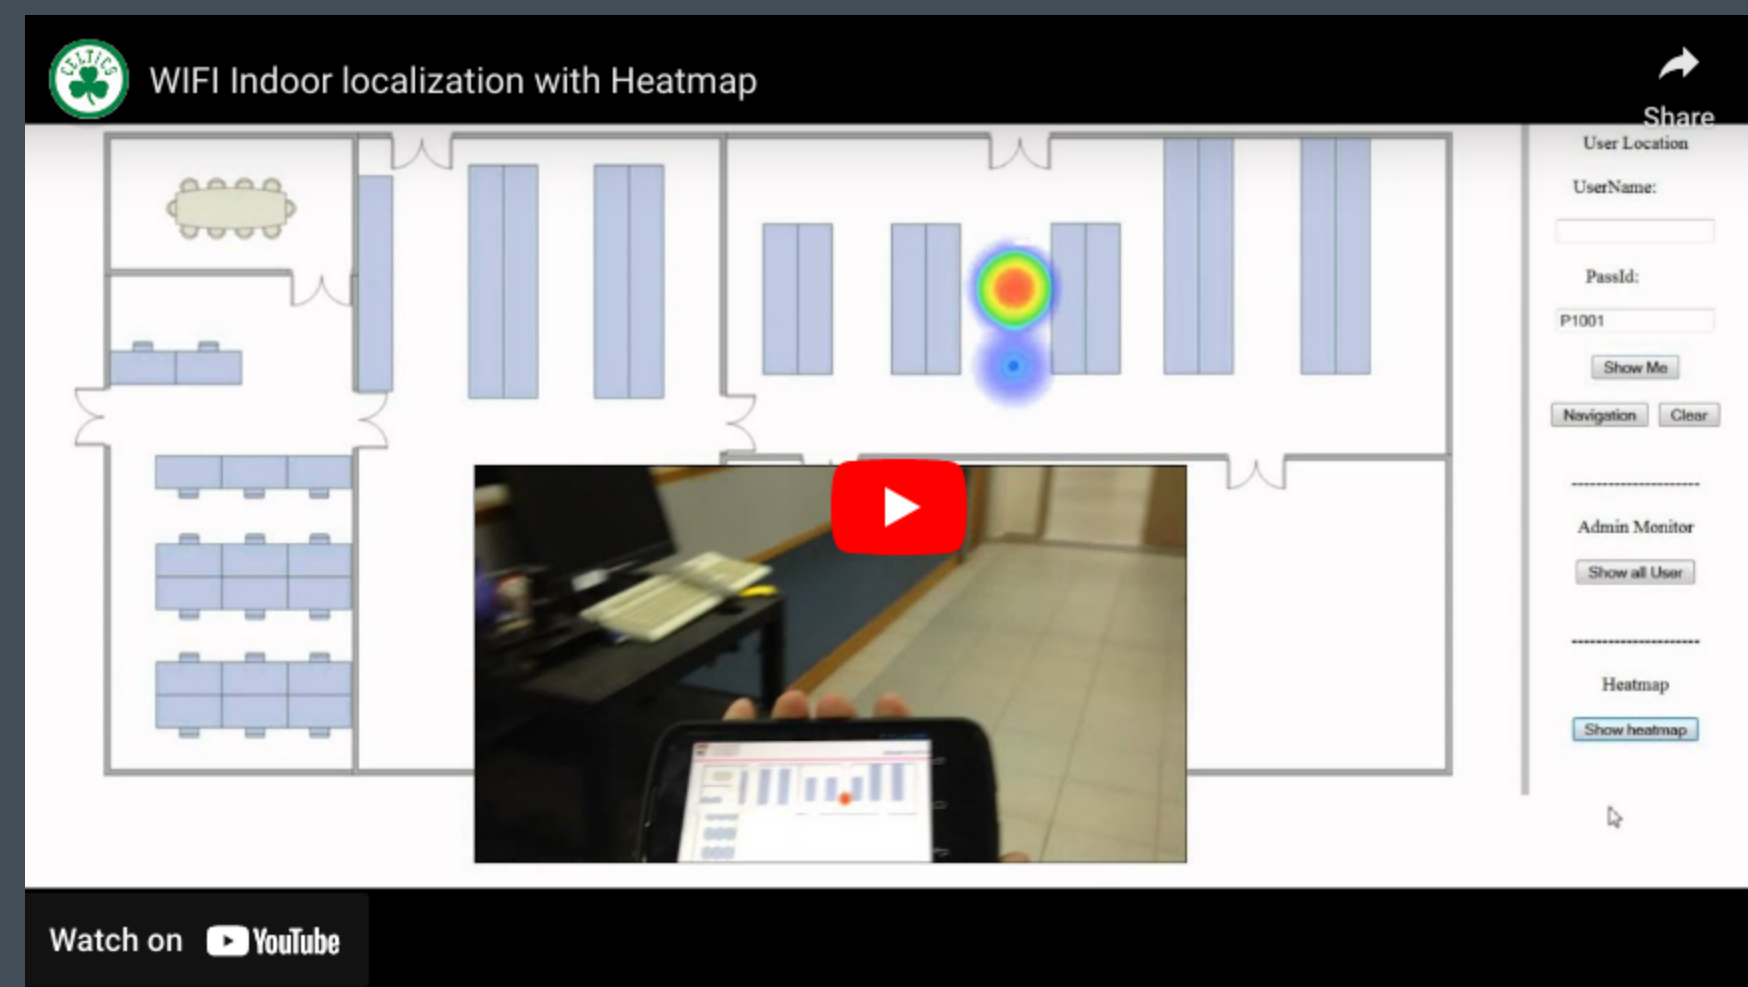 CELTICS
WIFI Indoor localization with Heatmap
Share
User Location
UserName:
PassId:
P1001
Show Me
Navigation
Clear
--------------------
Admin Monitor
Show all User
--------------------
Heatmap
Show heatmap
Watch on
YouTube